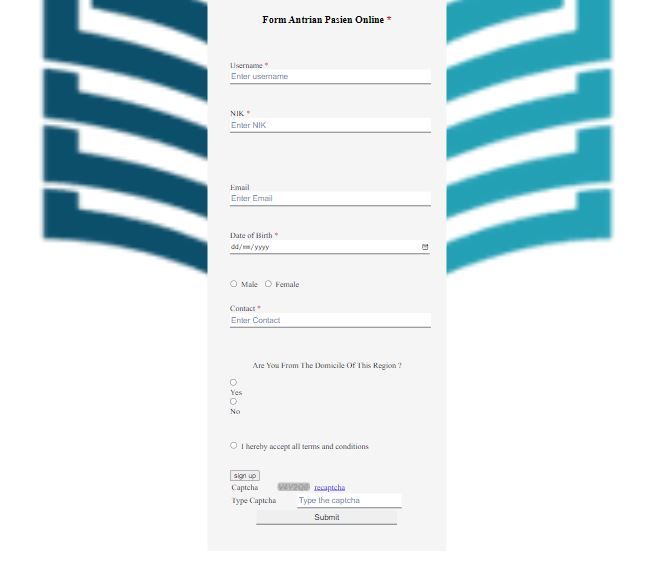 Form Antrian Pasien Online *
Username *
Enter username
NIK *
Enter NIK
Email
Enter Email
Date of Birth *
dd/mm/yyyy
Male Female
Contact *
Enter Contact
Are You From The Domicile Of This Region ?
Yes
No
I hereby accept all terms and conditions
sign up
Captcha recaptcha
Type Captcha Type the captcha
Submit